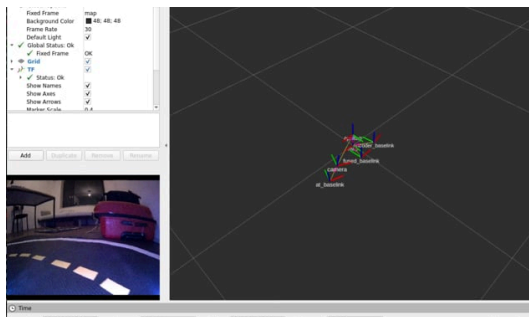 Fixed Frame map
Background Color 48; 48; 48
Frame Rate 30
Default Light
Global Status: Ok
Fixed Frame OK
Grid
TF
Status: Ok
Show Names
Show Axes
Show Arrows
Marker Scale 0.4
Add Duplicate Remove Rename
fused_baselink
camera
at_baselink
Time